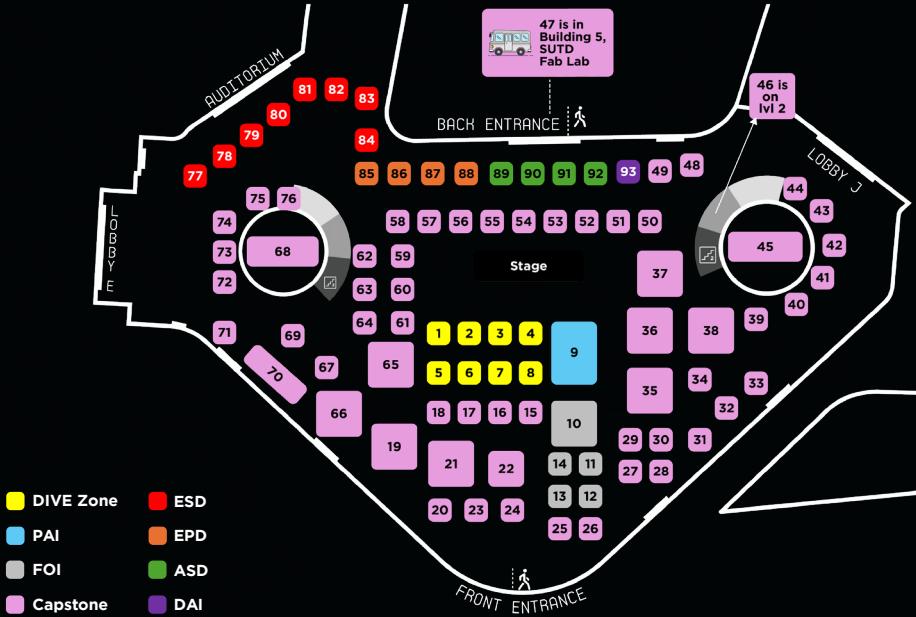 47 is in
Building 5,
SUTD
Fab Lab
46 is
on
lvl 2
AUDITORIUM
BACK ENTRANCE
LOBBY J
LOBBY E
81 82 83
80
79 84
78
77
85 86 87 88 89 90 91 92 93 49 48
75 76
44
74
58 57 56 55 54 53 52 51 50
43
73 68 62 59
45 42
Stage
72 63 60
37
41
40
71 69 64 61
1 2 3 4
9
36 38 39
70 67 65
5 6 7 8
35 34 33
32
66
18 17 16 15
10
19
29 30 31
21 22
14 11
27 28
13 12
20 23 24
25 26
FRONT ENTRANCE
DIVE Zone
PAI
FOI
Capstone
ESD
EPD
ASD
DAI